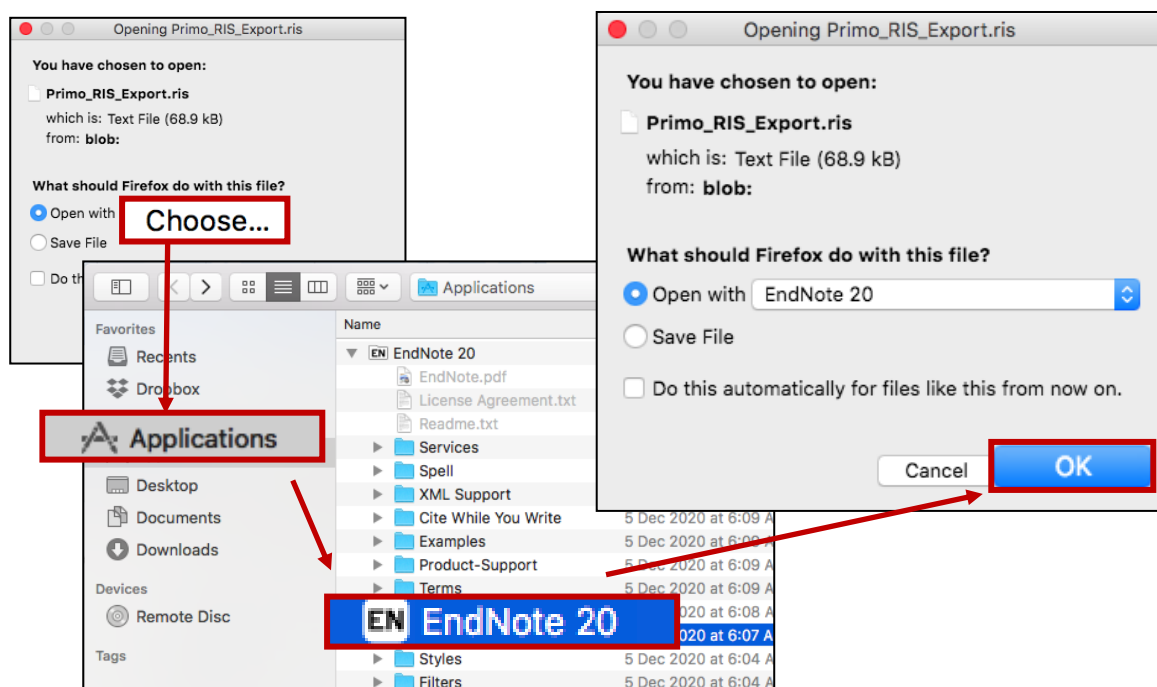 Opening Primo_RIS_Export.ris
You have chosen to open:
Primo_RIS_Export.ris
which is: Text File (68.9 kB)
from: blob:
What should Firefox do with this file?
Open with
Choose...
Save File
Do th
Applications
Favorites
Recents
Dropbox
Applications
Desktop
Documents
Downloads
Devices
Remote Disc
Tags
Name
EN EndNote 20
EndNote.pdf
License Agreement.txt
Readme.txt
Services
Spell
XML Support
Cite While You Write 5 Dec 2020 at 6:09 A
Examples 5 Dec 2020 at 6:09 A
Product-Support 5 Dec 2020 at 6:09 A
Terms
2020 at 6:08 A
EN EndNote 20
2020 at 6:07 A
Styles 5 Dec 2020 at 6:04 A
Filters 5 Dec 2020 at 6:04 A
Opening Primo_RIS_Export.ris
You have chosen to open:
Primo_RIS_Export.ris
which is: Text File (68.9 kB)
from: blob:
What should Firefox do with this file?
Open with EndNote 20
Save File
Do this automatically for files like this from now on.
Cancel
OK